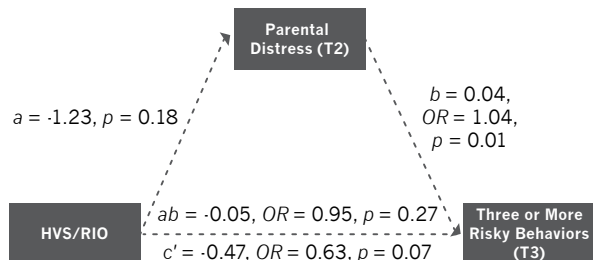 Parental
Distress (T2)
a = -1.23, p = 0.18
b = 0.04,
OR = 1.04,
p = 0.01
HVS/RIO
ab = -0.05, OR = 0.95, p = 0.27
c' = -0.47, OR = 0.63, p = 0.07
Three or More
Risky Behaviors
(T3)